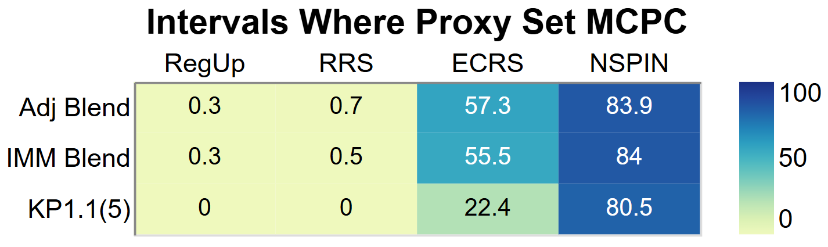 Intervals Where Proxy Set MCPC
RegUp RRS ECRS NSPIN
Adj Blend 0.3 0.7 57.3 83.9
IMM Blend 0.3 0.5 55.5 84
KP1.1(5) 0 0 22.4 80.5
100
50
0